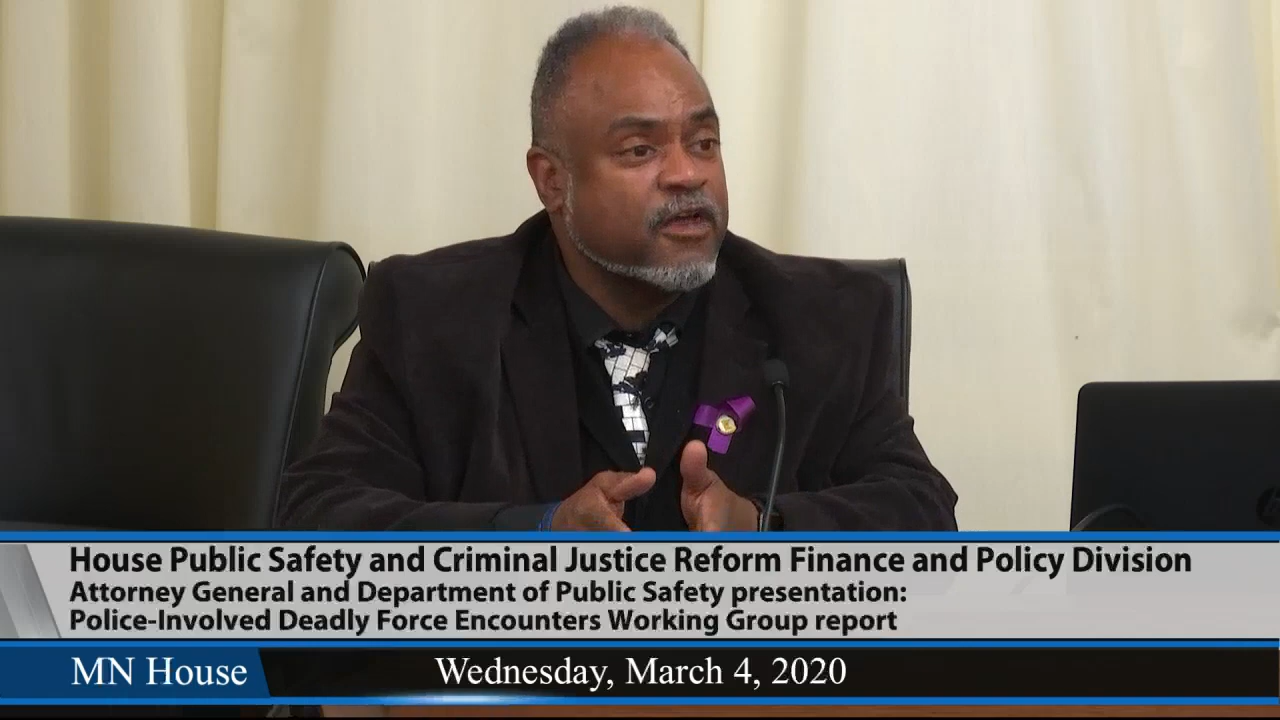 House Public Safety and Criminal Justice Reform Finance and Policy Division
Attorney General and Department of Public Safety presentation:
Police-Involved Deadly Force Encounters Working Group report
MN House
Wednesday, March 4, 2020